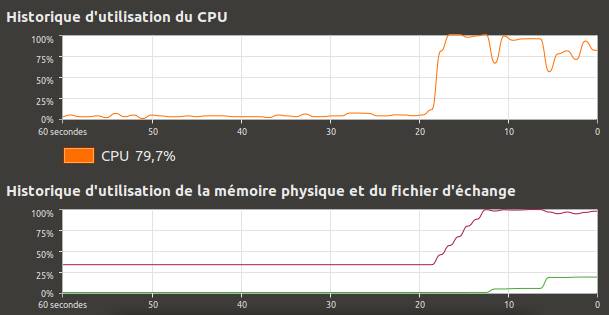 Historique d'utilisation du CPU
100%
75%
50%
25%
0%
60 secondes 50 40 30 20 10 0
CPU 79,7%
Historique d'utilisation de la mémoire physique et du fichier d'échange
100%
75%
50%
25%
0%
60 secondes 50 40 30 20 10 0